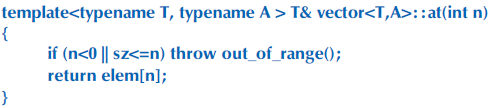 template<typename T, typename A > T& vector<T,A>::at(int n)
{
if (n<0 || sz<=n) throw out_of_range();
return elem[n];
}